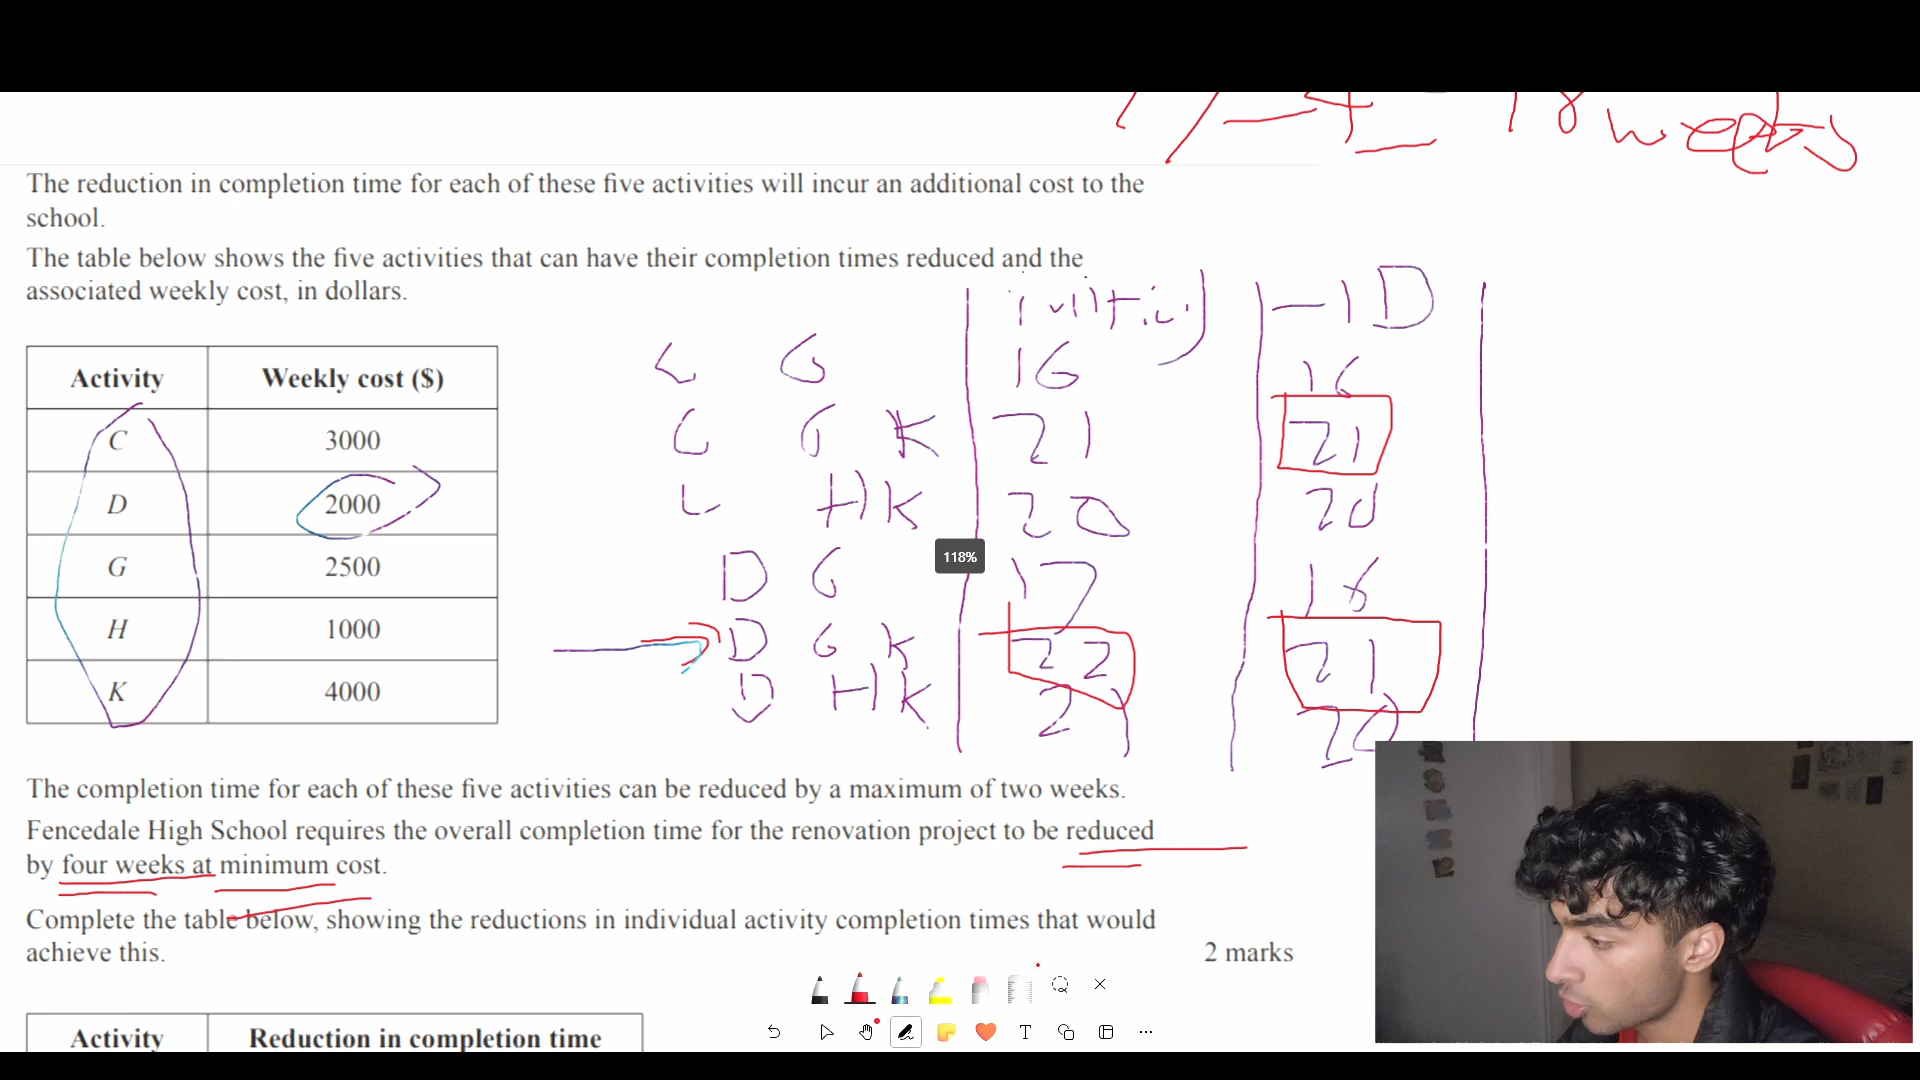 18 weeks
The reduction in completion time for each of these five activities will incur an additional cost to the
school.
The table below shows the five activities that can have their completion times reduced and the
associated weekly cost, in dollars.
Activity Weekly cost ($)
C 3000
D 2000
G 2500
H 1000
K 4000
-1D
C G 16 16
C G K 21 21
C H K 20 20
D G 17 16
D G K 22 21
D H K 21 20
118%
The completion time for each of these five activities can be reduced by a maximum of two weeks.
Fencedale High School requires the overall completion time for the renovation project to be reduced
by four weeks at minimum cost.
Complete the table below, showing the reductions in individual activity completion times that would
achieve this.
2 marks
Activity Reduction in completion time